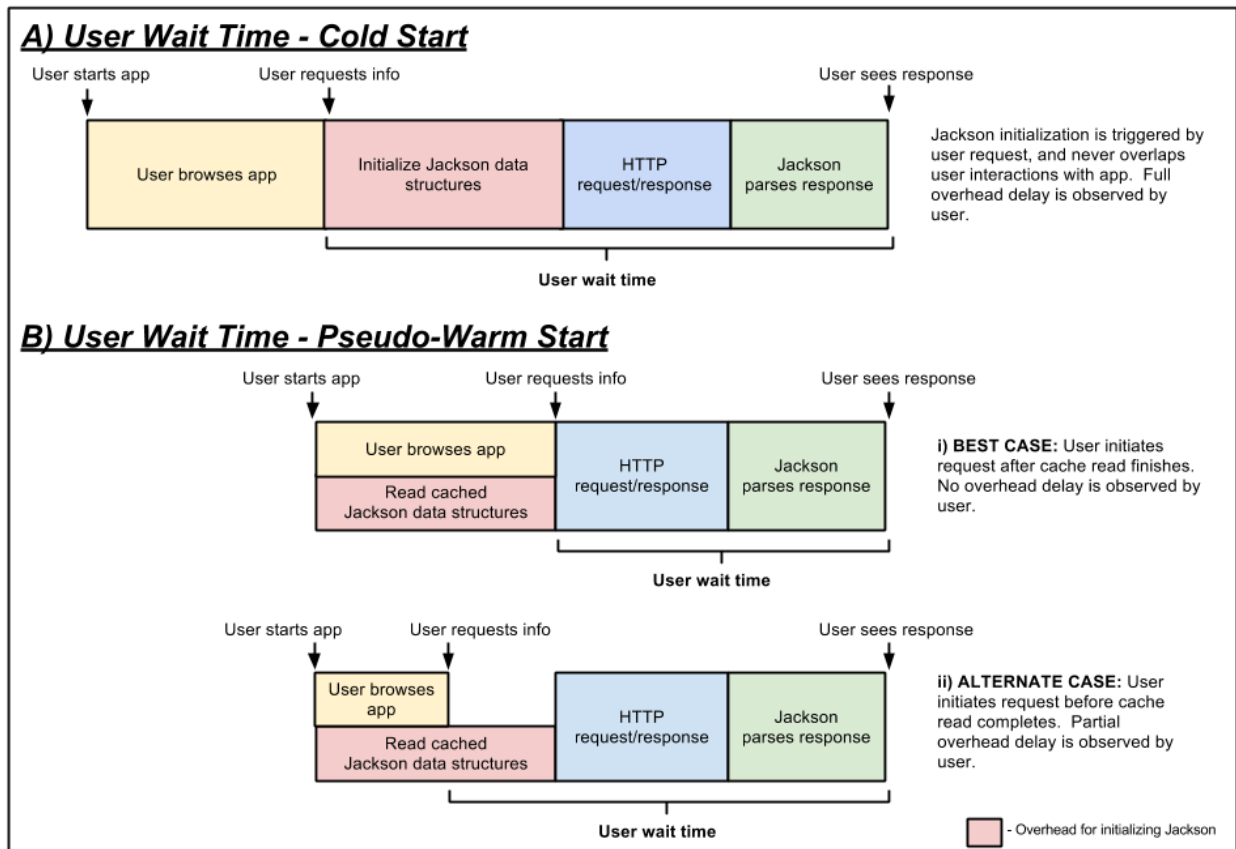 A) User Wait Time - Cold Start
User starts app
User requests info
User sees response
User browses app
Initialize Jackson data
structures
HTTP
request/response
Jackson
parses response
Jackson initialization is triggered by
user request, and never overlaps
user interactions with app. Full
overhead delay is observed by
user.
User wait time
B) User Wait Time - Pseudo-Warm Start
User starts app
User requests info
User sees response
User browses app
Read cached
Jackson data structures
HTTP
request/response
Jackson
parses response
i) BEST CASE: User initiates
request after cache read finishes.
No overhead delay is observed by
user.
User wait time
User starts app
User requests info
User sees response
User browses
app
Read cached
Jackson data structures
HTTP
request/response
Jackson
parses response
ii) ALTERNATE CASE: User
initiates request before cache
read completes. Partial
overhead delay is observed by
user.
User wait time
- Overhead for initializing Jackson